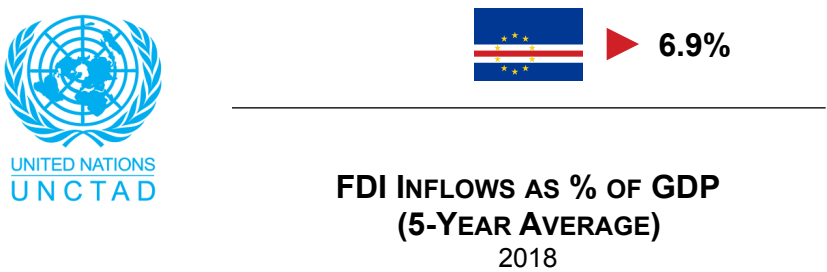 6.9%
UNITED NATIONS
UNCTAD
FDI INFLOWS AS % OF GDP
(5-YEAR AVERAGE)
2018